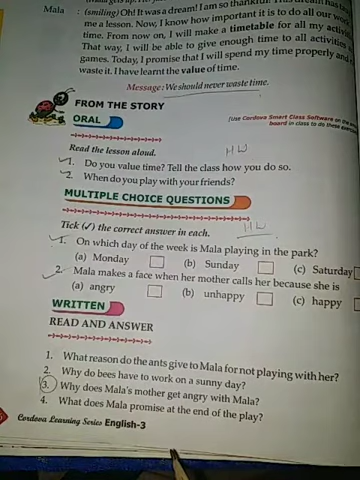 Mala : (smiling) Oh! It was a dream! I am so thankful! This dream has
me a lesson. Now, I know how important it is to do all our work
time. From now on, I will make a timetable for all my activi
That way, I will be able to give enough time to all activities
games. Today, I promise that I will spend my time properly and
waste it. I have learnt the value of time.
Message: We should never waste time.
FROM THE STORY
ORAL
[Use Cordova Smart Class Software on the
board in class to do these exerc
Read the lesson aloud.
HW
1. Do you value time? Tell the class how you do so.
2. When do you play with your friends?
MULTIPLE CHOICE QUESTIONS
HW
Tick (✓) the correct answer in each.
1. On which day of the week is Mala playing in the park?
(a) Monday (b) Sunday (c) Saturday
2. Mala makes a face when her mother calls her because she is
(a) angry (b) unhappy (c) happy
WRITTEN
READ AND ANSWER
1. What reason do the ants give to Mala for not playing with her?
2. Why do bees have to work on a sunny day?
3. Why does Mala's mother get angry with Mala?
4. What does Mala promise at the end of the play?
Cordova Learning Series English-3